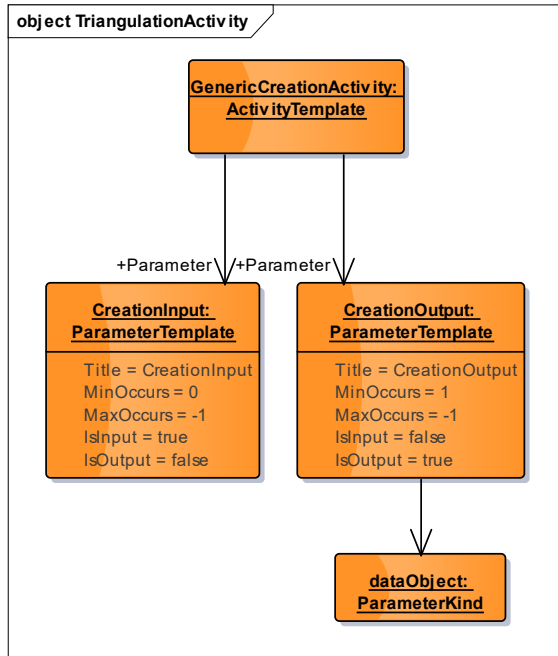 object TriangulationActivity
GenericCreationActivity:
ActivityTemplate
+Parameter +Parameter
CreationInput:
ParameterTemplate
Title = CreationInput
MinOccurs = 0
MaxOccurs = -1
IsInput = true
IsOutput = false
CreationOutput:
ParameterTemplate
Title = CreationOutput
MinOccurs = 1
MaxOccurs = -1
IsInput = false
IsOutput = true
dataObject:
ParameterKind